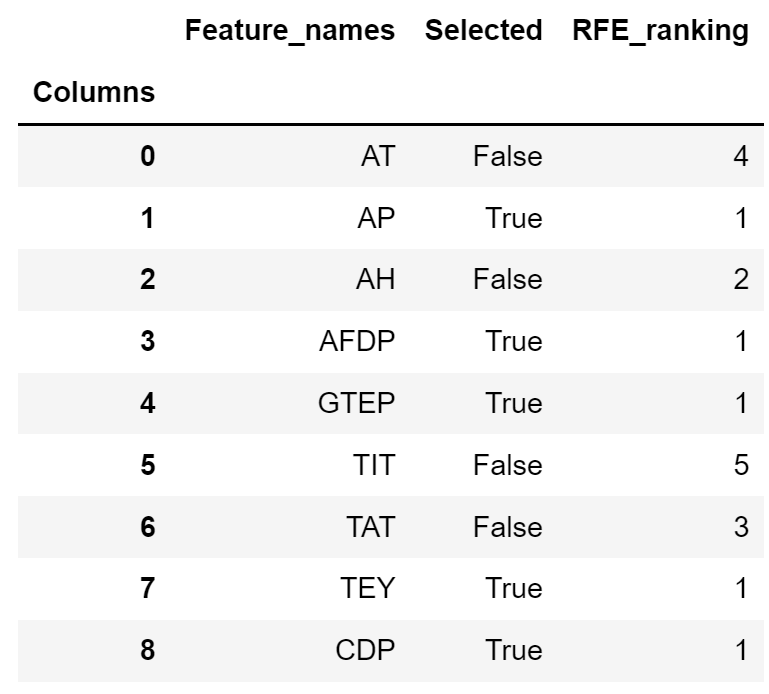 Feature_names Selected RFE_ranking
Columns
0 AT False 4
1 AP True 1
2 AH False 2
3 AFDP True 1
4 GTEP True 1
5 TIT False 5
6 TAT False 3
7 TEY True 1
8 CDP True 1